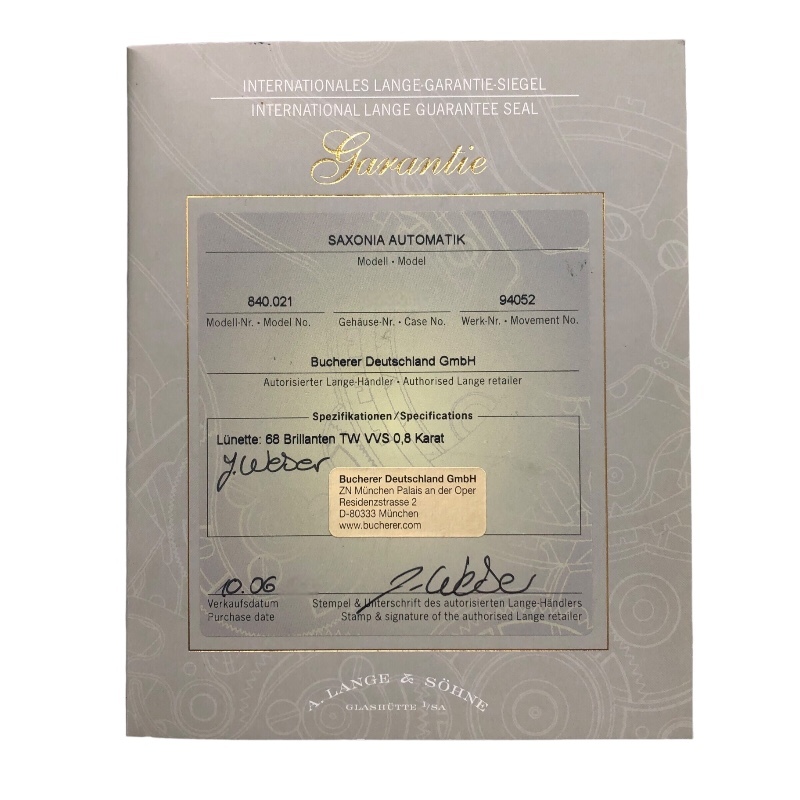 INTERNATIONALES LANGE-GARANTIE-SIEGEL
INTERNATIONAL LANGE GUARANTEE SEAL
Garantie
SAXONIA AUTOMATIK
Modell • Model
840.021 94052
Modell-Nr. • Model No. Gehäuse-Nr. • Case No. Werk-Nr. • Movement No.
Bucherer Deutschland GmbH
Autorisierter Lange-Händler • Authorised Lange retailer
Spezifikationen/Specifications
Lünette: 68 Brillanten TW VVS 0,8 Karat
J. Weber
Bucherer Deutschland GmbH
ZN München Palais an der Oper
Residenzstrasse 2
D-80333 München
www.bucherer.com
10.06 J. Weber
Verkaufsdatum Stempel & Unterschrift des autorisierten Lange-Händlers
Purchase date Stamp & signature of the authorised Lange retailer
A. LANGE & SÖHNE
GLASHÜTTE I/SA